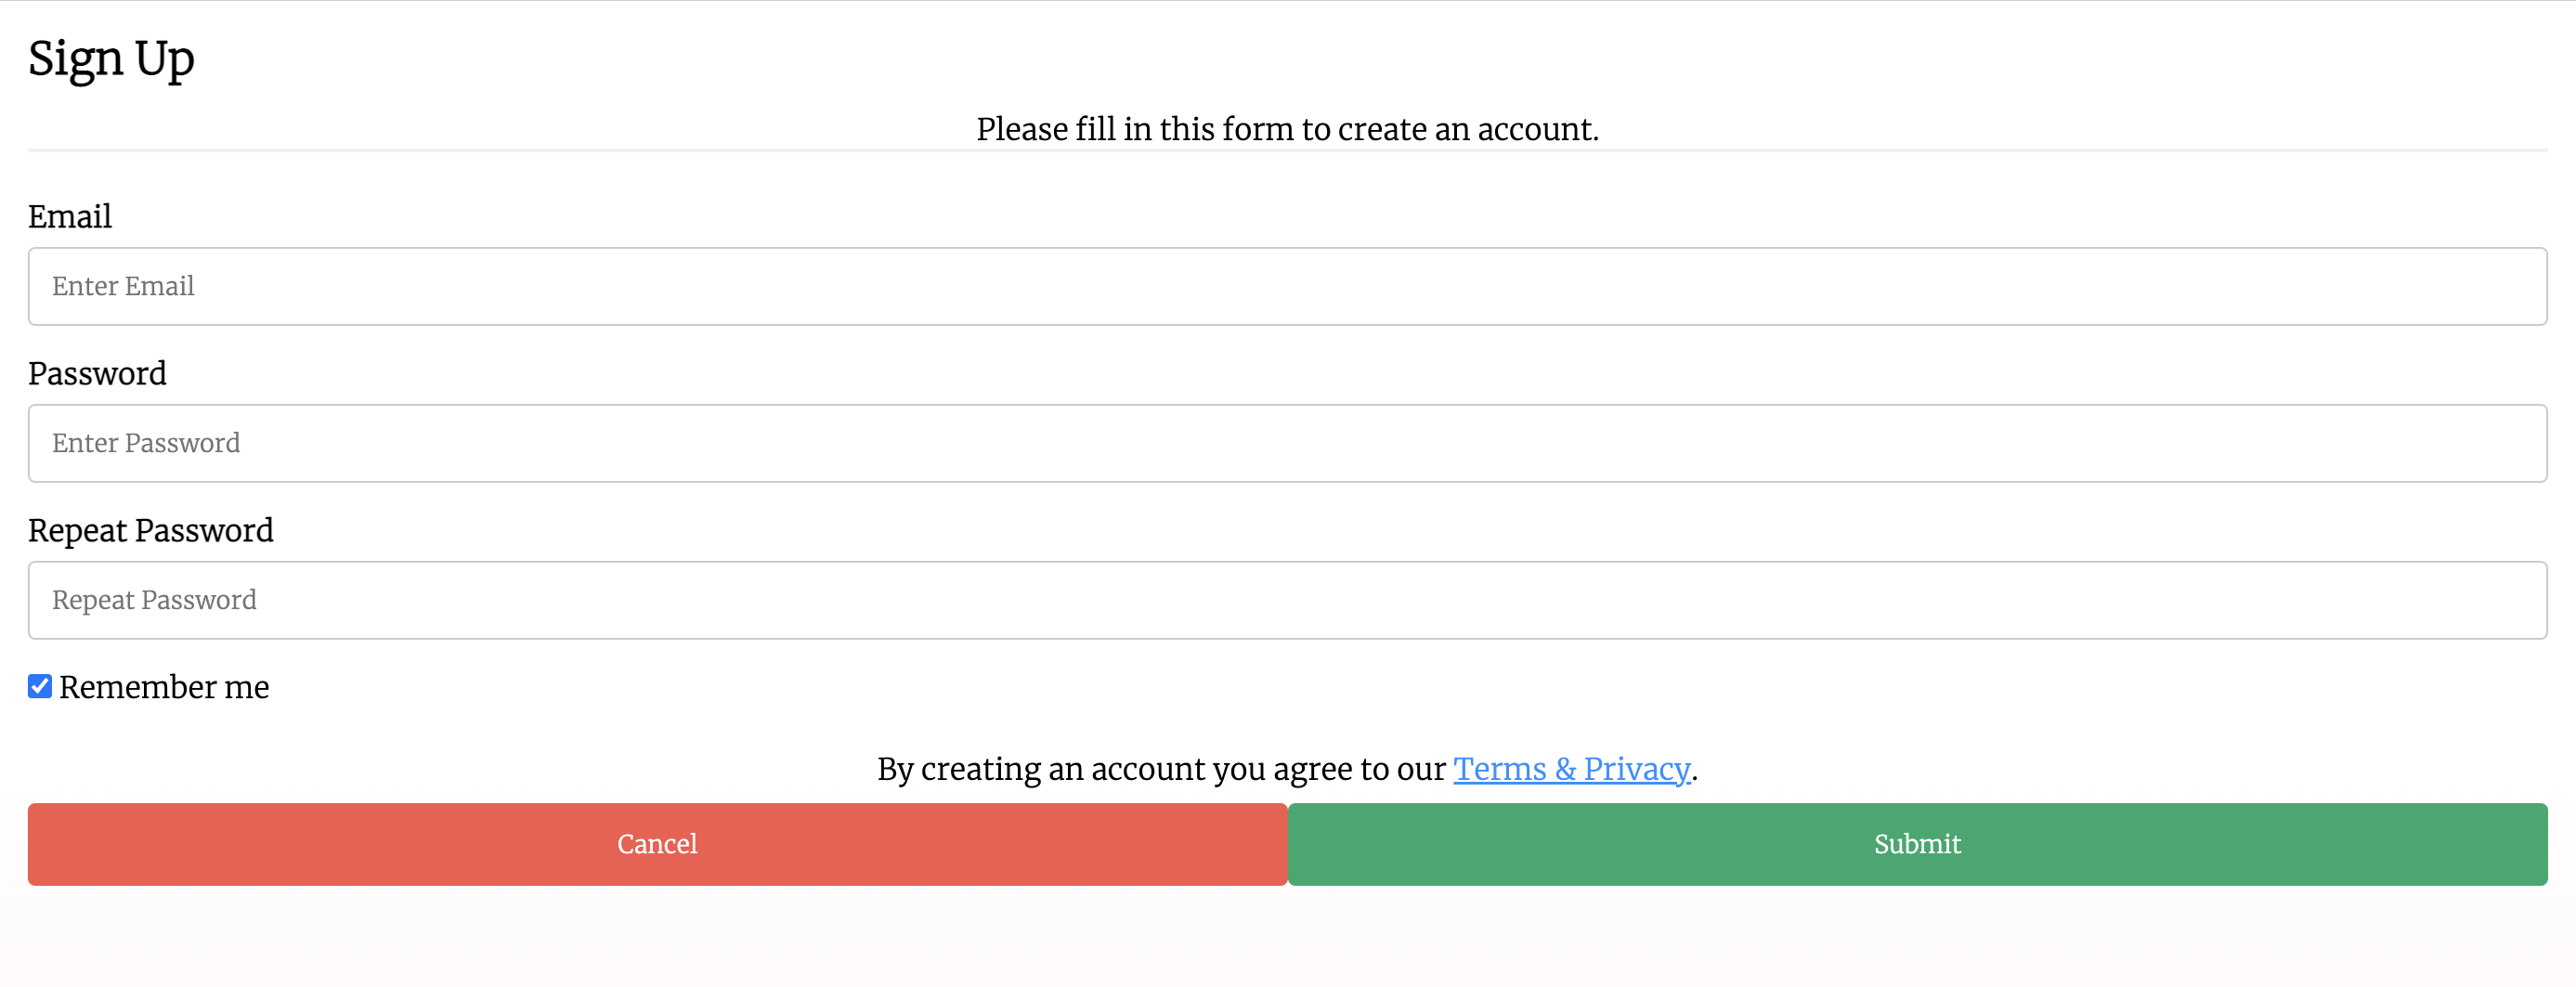 Sign Up
Please fill in this form to create an account.
Email
Enter Email
Password
Enter Password
Repeat Password
Repeat Password
Remember me
By creating an account you agree to our Terms & Privacy.
Cancel Submit